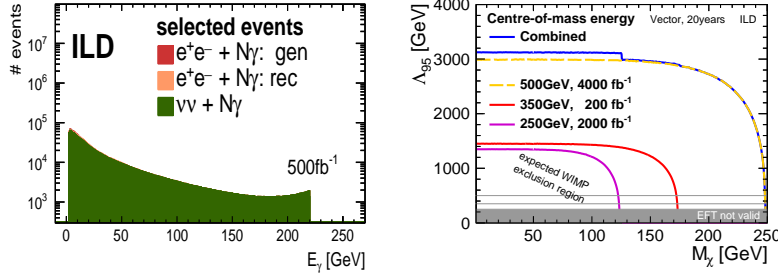 ILD
selected events
e⁺e⁻ + Nγ: gen
e⁺e⁻ + Nγ: rec
νν + Nγ
500fb⁻¹
# events
10⁷
10⁶
10⁵
10⁴
10³
0 50 100 150 200 250
E_γ [GeV]
Centre-of-mass energy
Vector, 20years ILD
Combined
500GeV, 4000 fb⁻¹
350GeV, 200 fb⁻¹
250GeV, 2000 fb⁻¹
expected WIMP
exclusion region
EFT not valid
Λ₉₅ [GeV]
4000
3000
2000
1000
400
0
50 100 150 200 250
M_χ [GeV]